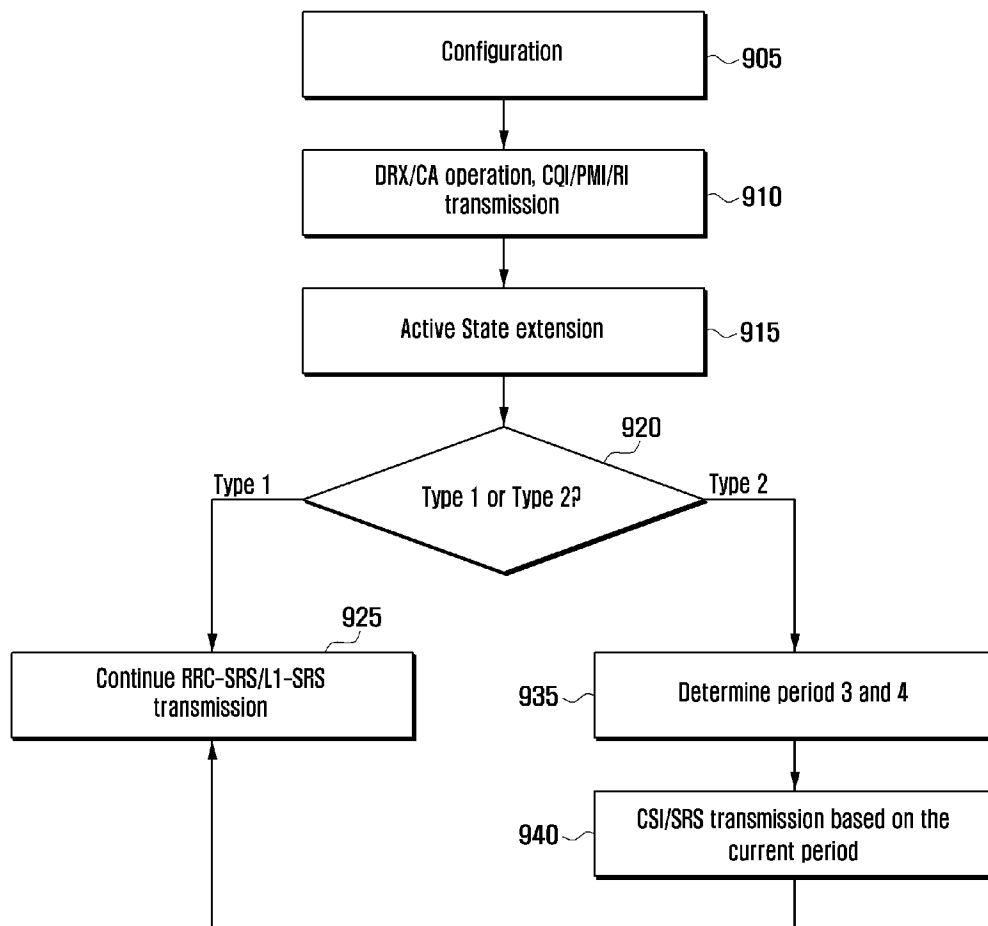 Configuration
905
DRX/CA operation, CQI/PMI/RI
transmission
910
Active State extension
915
920
Type 1
Type 1 or Type 2?
Type 2
925
Continue RRC-SRS/L1-SRS
transmission
935
Determine period 3 and 4
940
CSI/SRS transmission based on the
current period